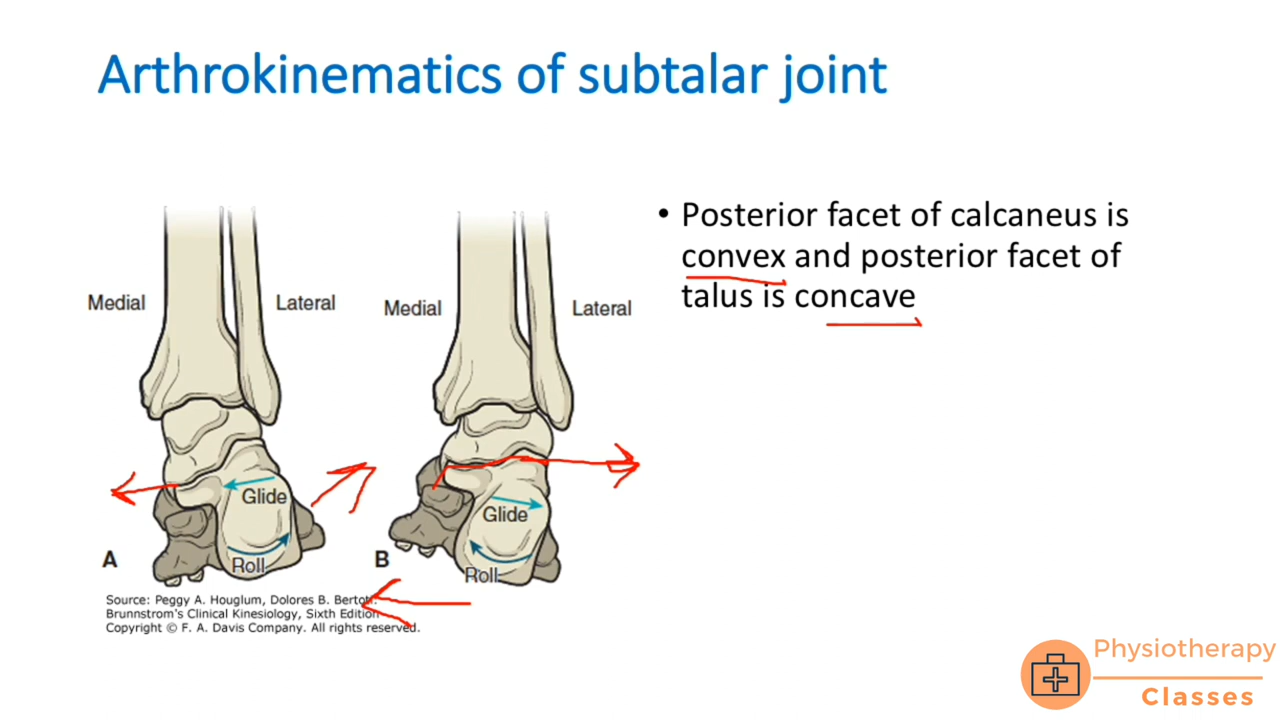 Arthrokinematics of subtalar joint
• Posterior facet of calcaneus is
convex and posterior facet of
talus is concave
Medial
Lateral
Medial
Lateral
Glide
Roll
A
Glide
Roll
B
Source: Peggy A. Houglum, Dolores B. Bertoti.
Brunnstrom's Clinical Kinesiology, Sixth Edition
Copyright © F. A. Davis Company. All rights reserved.
Physiotherapy
Classes